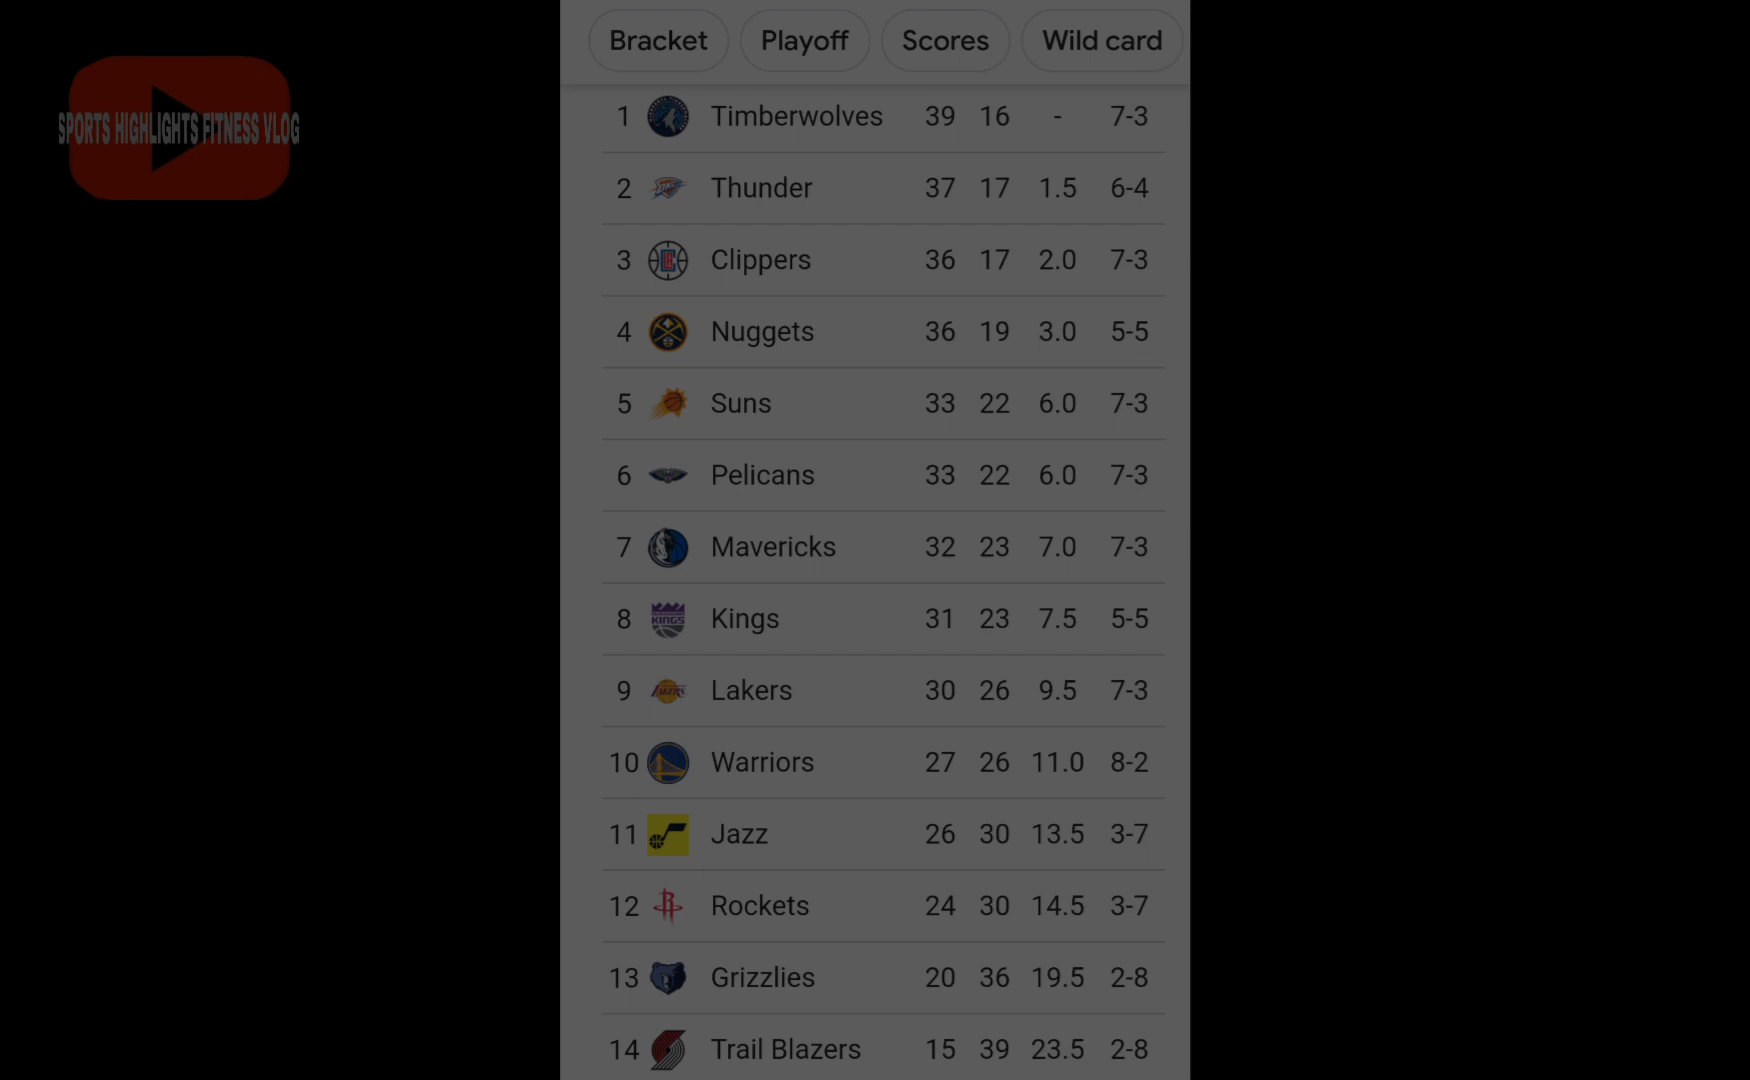 Bracket Playoff Scores Wild card
SPORTS HIGHLIGHTS FITNESS VLOG
1 Timberwolves 39 16 - 7-3
2 Thunder 37 17 1.5 6-4
3 Clippers 36 17 2.0 7-3
4 Nuggets 36 19 3.0 5-5
5 Suns 33 22 6.0 7-3
6 Pelicans 33 22 6.0 7-3
7 Mavericks 32 23 7.0 7-3
8 KINGS Kings 31 23 7.5 5-5
9 LAKERS Lakers 30 26 9.5 7-3
10 Warriors 27 26 11.0 8-2
11 Jazz 26 30 13.5 3-7
12 R Rockets 24 30 14.5 3-7
13 Grizzlies 20 36 19.5 2-8
14 Trail Blazers 15 39 23.5 2-8